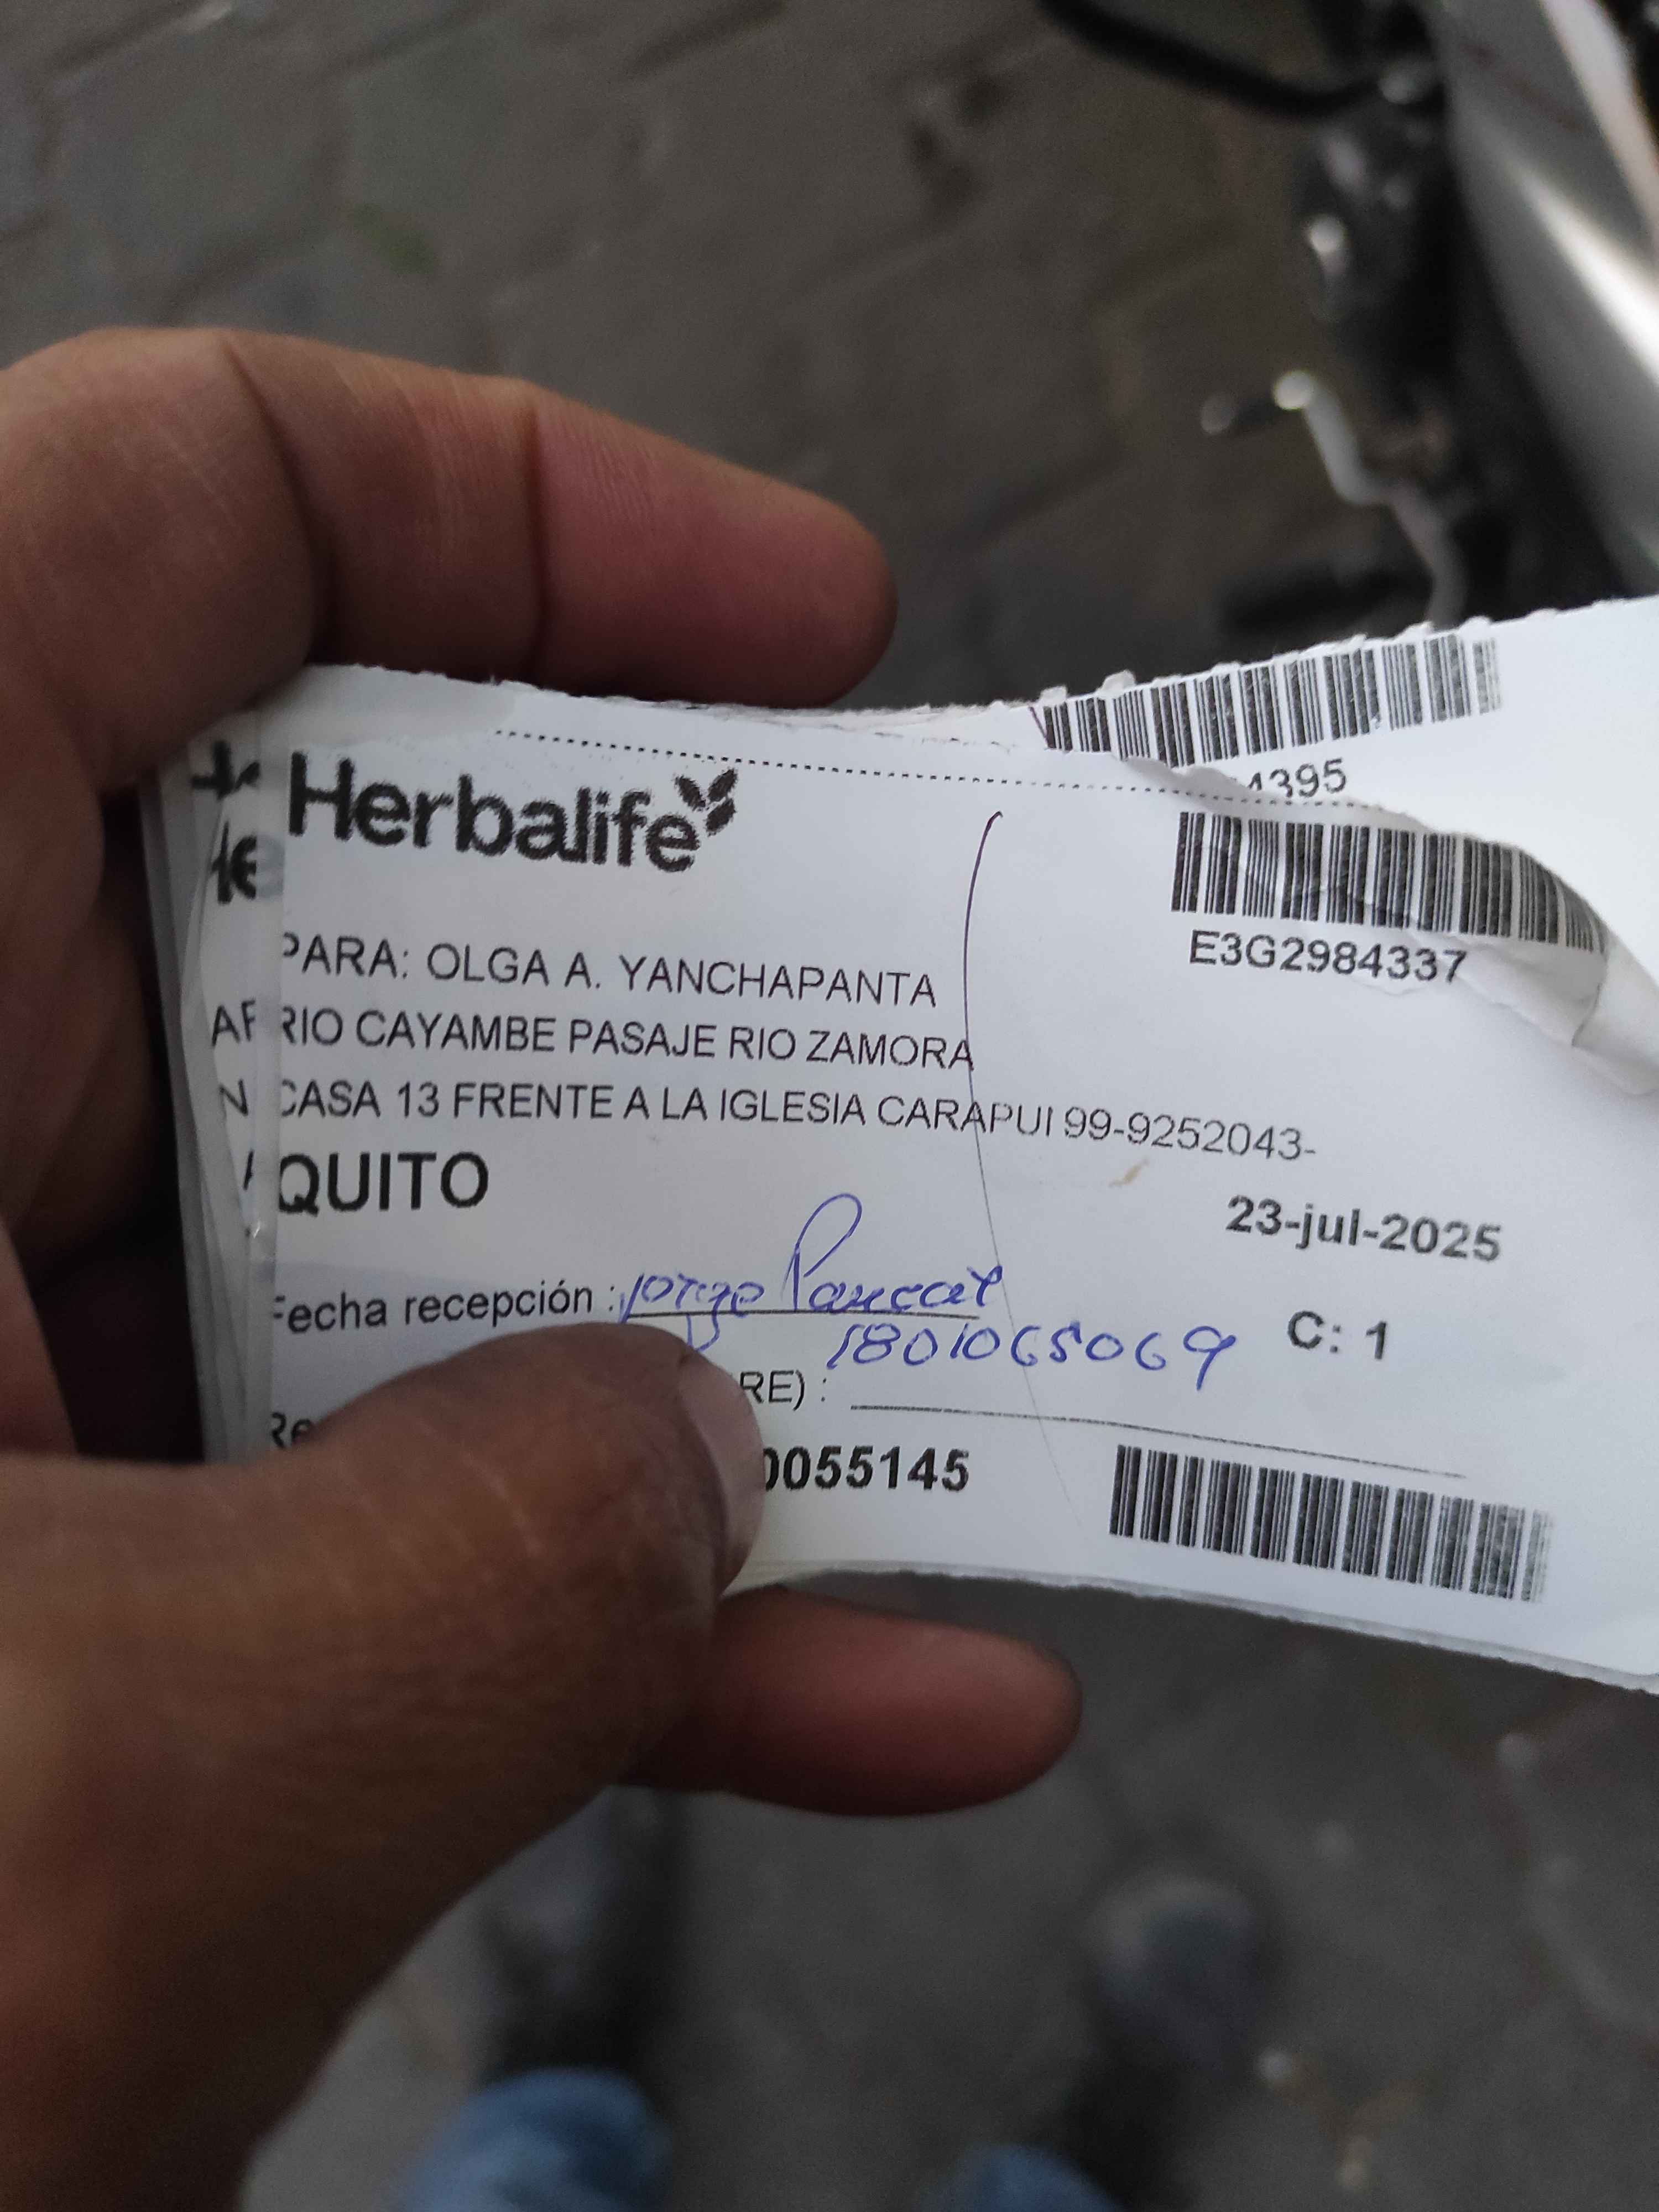 4395
Herbalife
E3G2984337
PARA: OLGA A. YANCHAPANTA
RIO CAYAMBE PASAJE RIO ZAMORA
CASA 13 FRENTE A LA IGLESIA CARAPUI 99-9252043-
QUITO
23-jul-2025
Fecha recepción : Jorge
1801065069
C: 1
RE) :
0055145